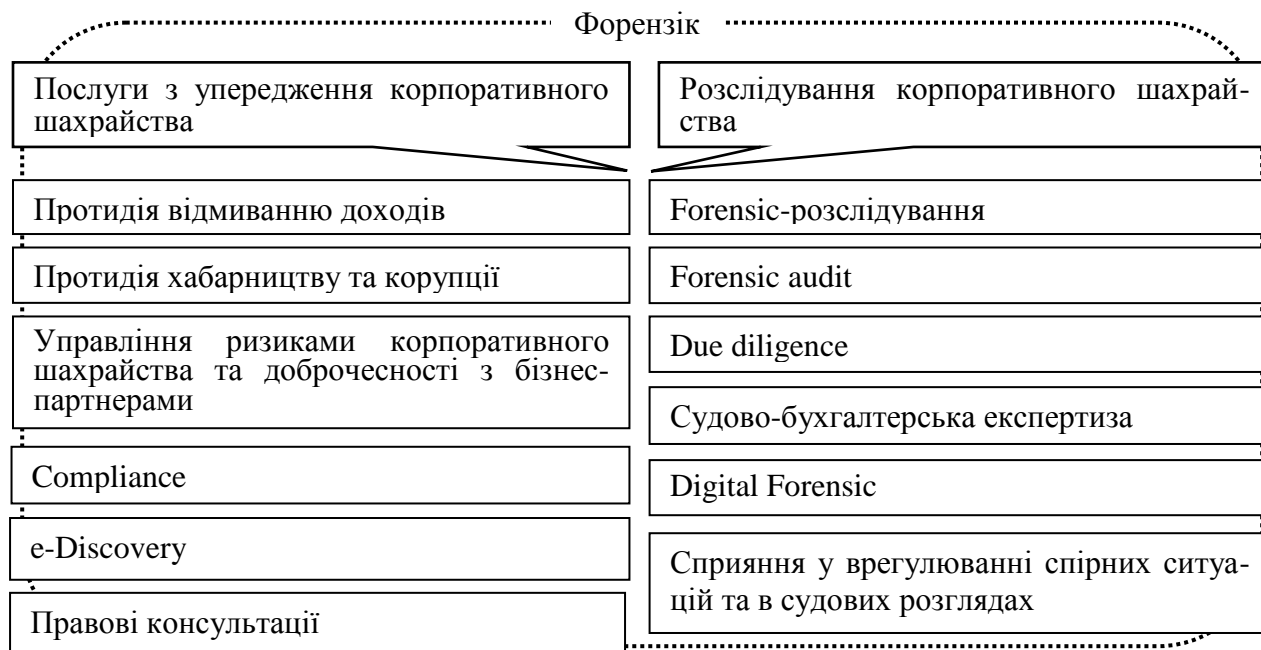 Форензік
Послуги з упередження корпоративного
шахрайства
Протидія відмиванню доходів
Протидія хабарництву та корупції
Управління ризиками корпоративного
шахрайства та доброчесності з бізнес-
партнерами
Compliance
e-Discovery
Правові консультації
Розслідування корпоративного шахрай-
ства
Forensic-розслідування
Forensic audit
Due diligence
Судово-бухгалтерська експертиза
Digital Forensic
Сприяння у врегулюванні спірних ситуа-
цій та в судових розглядах